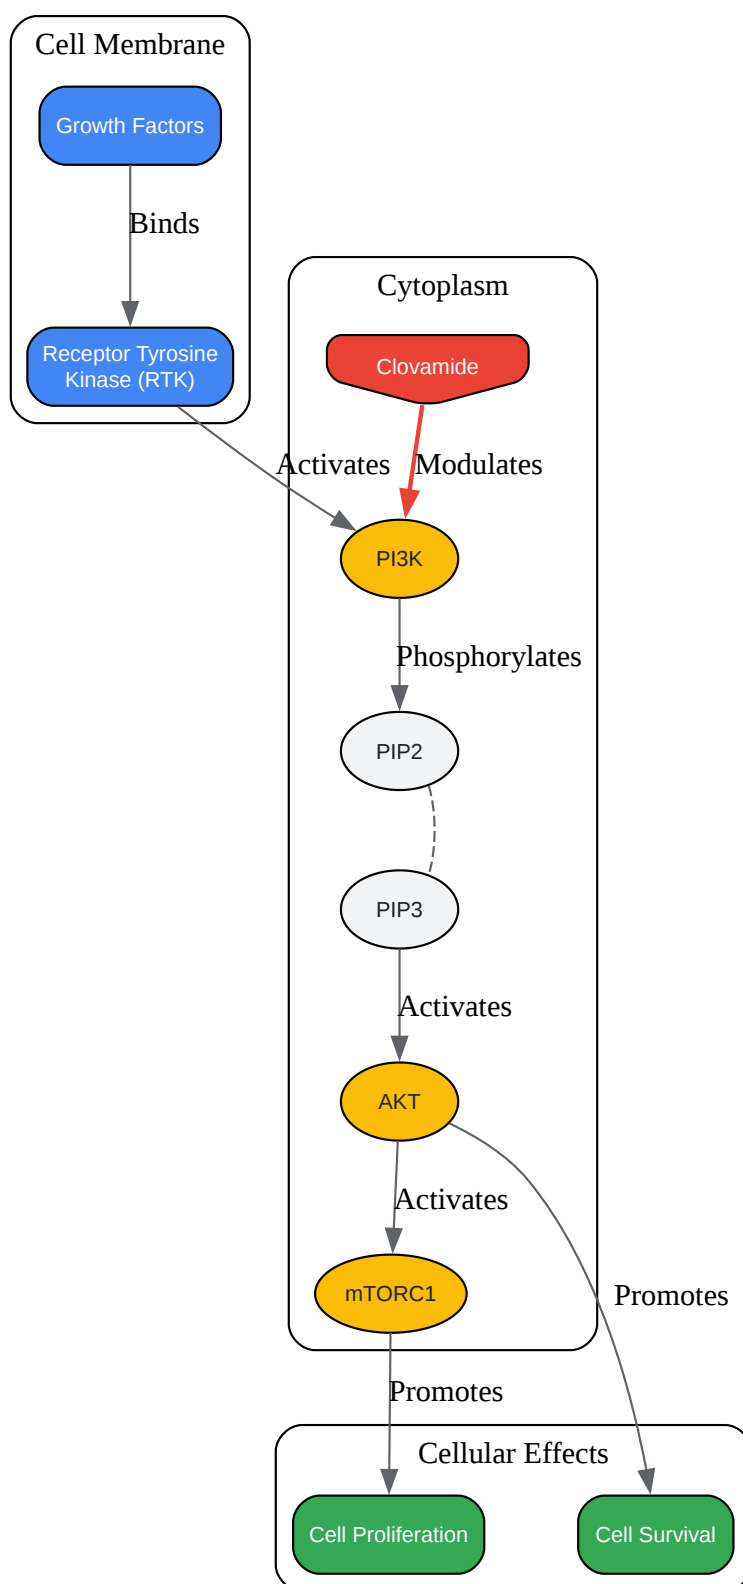 Cell Membrane
Growth Factors
Binds
Receptor Tyrosine
Kinase (RTK)
Cytoplasm
Clovamide
Activates
Modulates
PI3K
Phosphorylates
PIP2
PIP3
Activates
AKT
Activates
mTORC1
Promotes
Promotes
Cellular Effects
Cell Proliferation
Cell Survival